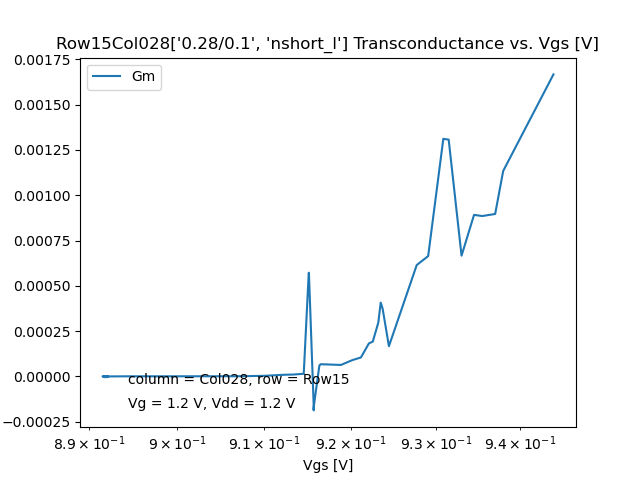 Row15Col028['0.28/0.1', 'nshort_l'] Transconductance vs. Vgs [V]
Gm
0.00175
0.00150
0.00125
0.00100
0.00075
0.00050
0.00025
0.00000
−0.00025
column = Col028, row = Row15
Vg = 1.2 V, Vdd = 1.2 V
8.9 × 10⁻¹ 9 × 10⁻¹ 9.1 × 10⁻¹ 9.2 × 10⁻¹ 9.3 × 10⁻¹ 9.4 × 10⁻¹
Vgs [V]